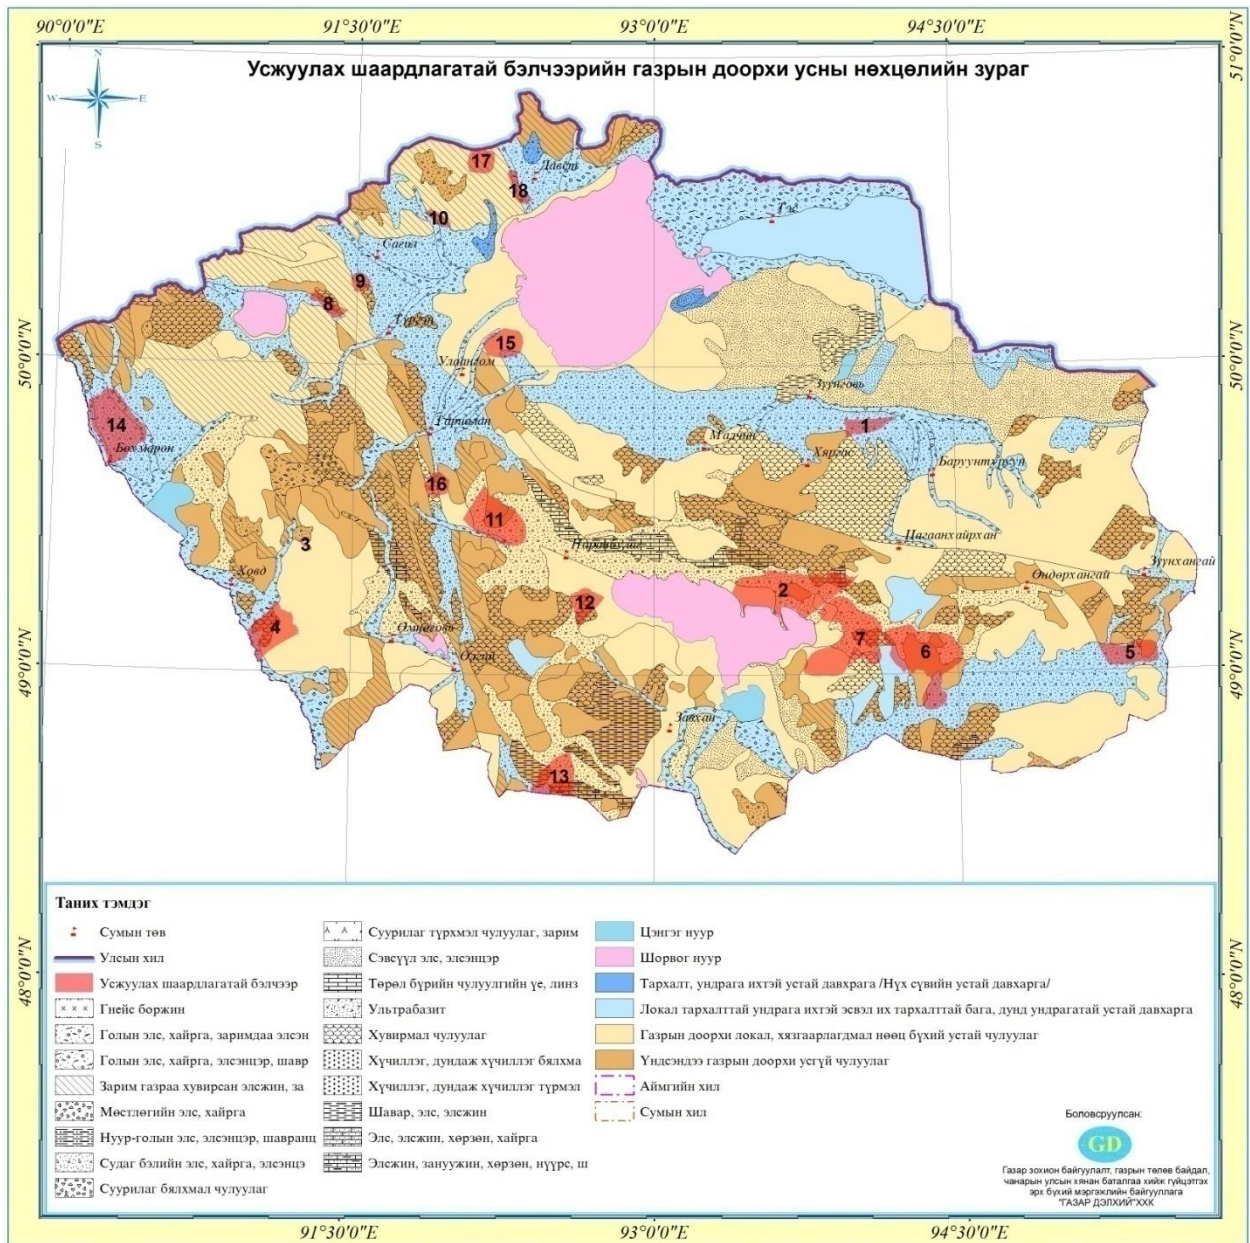 90°0'0"E 91°30'0"E 93°0'0"E 94°30'0"E
51°0'0"N
Усжуулах шаардлагатай бэлчээрийн газрын доорхи усны нөхцөлийн зураг
N
W E
S
17
Давст
18
Тэс
10
Сагил
9
8
Түргэн
15
50°0'0"N
50°0'0"N
Улаангом
Зүүнговь
14
Тариалан
1
Бөхмөрөн
Малчин
Хяргас
Баруунтуруун
16
11
3
Наранбулаг
Цагаанхайрхан
Зүүнхангай
Ховд
2
Өндөрхангай
12
4
Өмнөговь
7
6
5
49°0'0"N
49°0'0"N
Өлгий
Завхан
13
48°0'0"N
48°0'0"N
Таних тэмдэг
Сумын төв
Улсын хил
Усжуулах шаардлагатай бэлчээр
Гнейс боржин
Голын элс, хайрга, заримдаа элсэн
Голын элс, хайрга, элсэнцэр, шавр
Зарим газраа хувирсан элсжин, за
Мөстлөгийн элс, хайрга
Нуур-голын элс, элсэнцэр, шавранц
Судаг бэлийн элс, хайрга, элсэнцэ
Суурилаг бялхмал чулуулаг
Суурилаг түрхмэл чулуулаг, зарим
Сэвсүүл элс, элсэнцэр
Төрөл бүрийн чулуулгийн үе, линз
Ультрабазит
Хувирмал чулуулаг
Хүчиллэг, дундаж хүчиллэг бялхма
Хүчиллэг, дундаж хүчиллэг түрмэл
Шавар, элс, элсжин
Элс, элсжин, хөрзөн, хайрга
Элсжин, зануужин, хөрзөн, нүүрс, ш
Цэнгэг нуур
Шорвог нуур
Тархалт, ундрага ихтэй устай давхрага /Нүх сүвийн устай давхарга/
Локал тархалттай ундрага ихтэй эсвэл их тархалттай бага, дунд ундрагатай устай давхарга
Газрын доорхи локал, хязгаарлагдмал нөөц бүхий устай чулуулаг
Үндсэндээ газрын доорхи усгүй чулуулаг
Аймгийн хил
Сумын хил
Боловсруулсан:
GD
Газар зохион байгуулалт, газрын төлөв байдал,
чанарын улсын хянан баталгаа хийж гүйцэтгэх
эрх бүхий мэргэжлийн байгууллага
"ГАЗАР ДЭЛХИЙ"ХХК
91°30'0"E 93°0'0"E 94°30'0"E